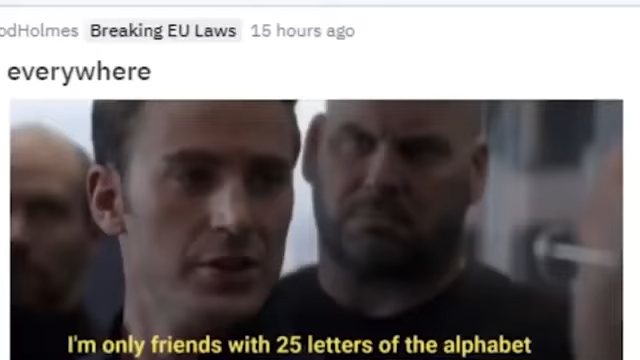 odHolmes Breaking EU Laws 15 hours ago
everywhere
I'm only friends with 25 letters of the alphabet